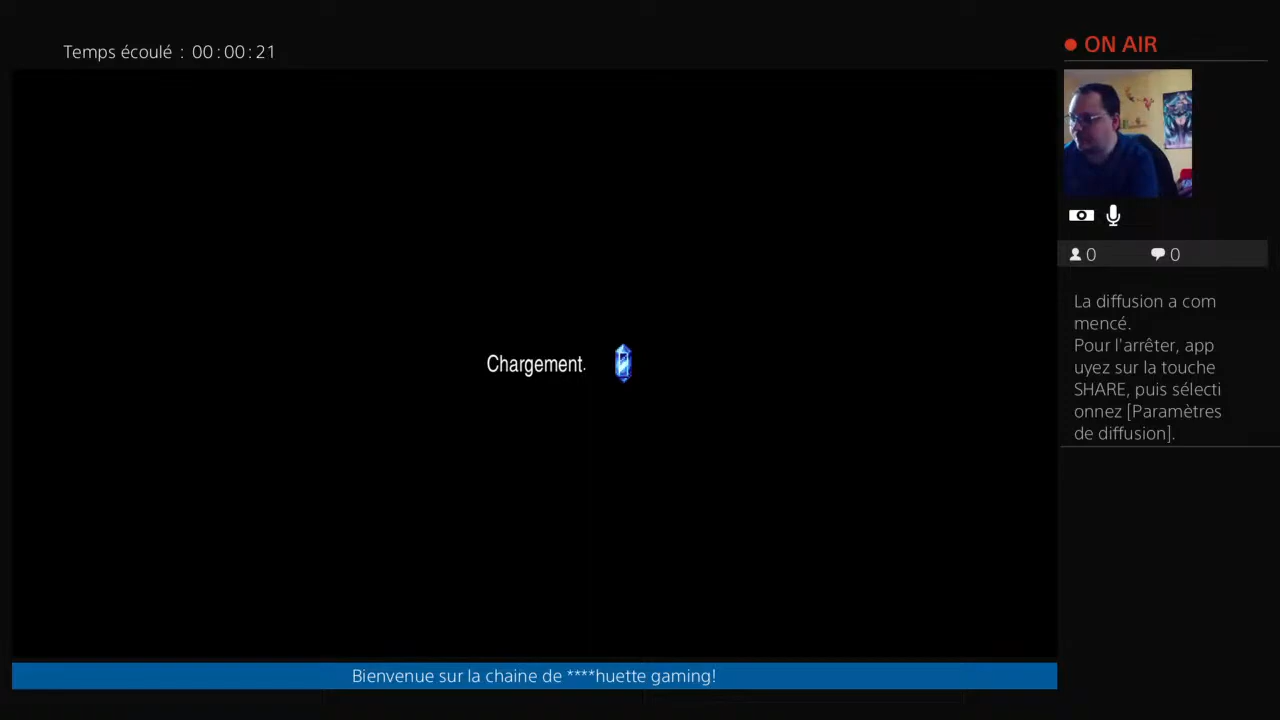 Temps écoulé : 00:00:21
ON AIR
0 0
La diffusion a com
mencé.
Pour l'arrêter, app
uyez sur la touche
SHARE, puis sélecti
onnez [Paramètres
de diffusion].
Chargement.
Bienvenue sur la chaine de ****huette gaming!